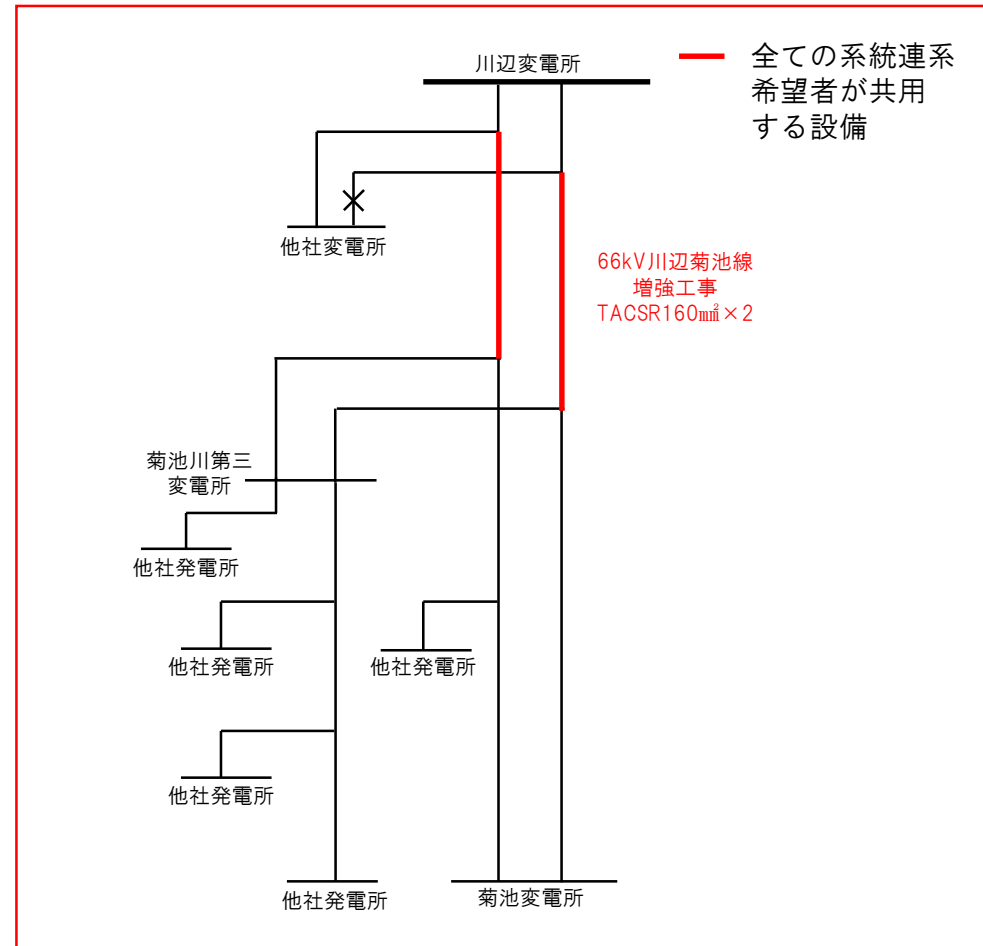 川辺変電所
全ての系統連系
希望者が共用
する設備
他社変電所
66kV川辺菊池線
増強工事
TACSR160㎟×2
菊池川第三
変電所
他社発電所
他社発電所
他社発電所
他社発電所
他社発電所
菊池変電所